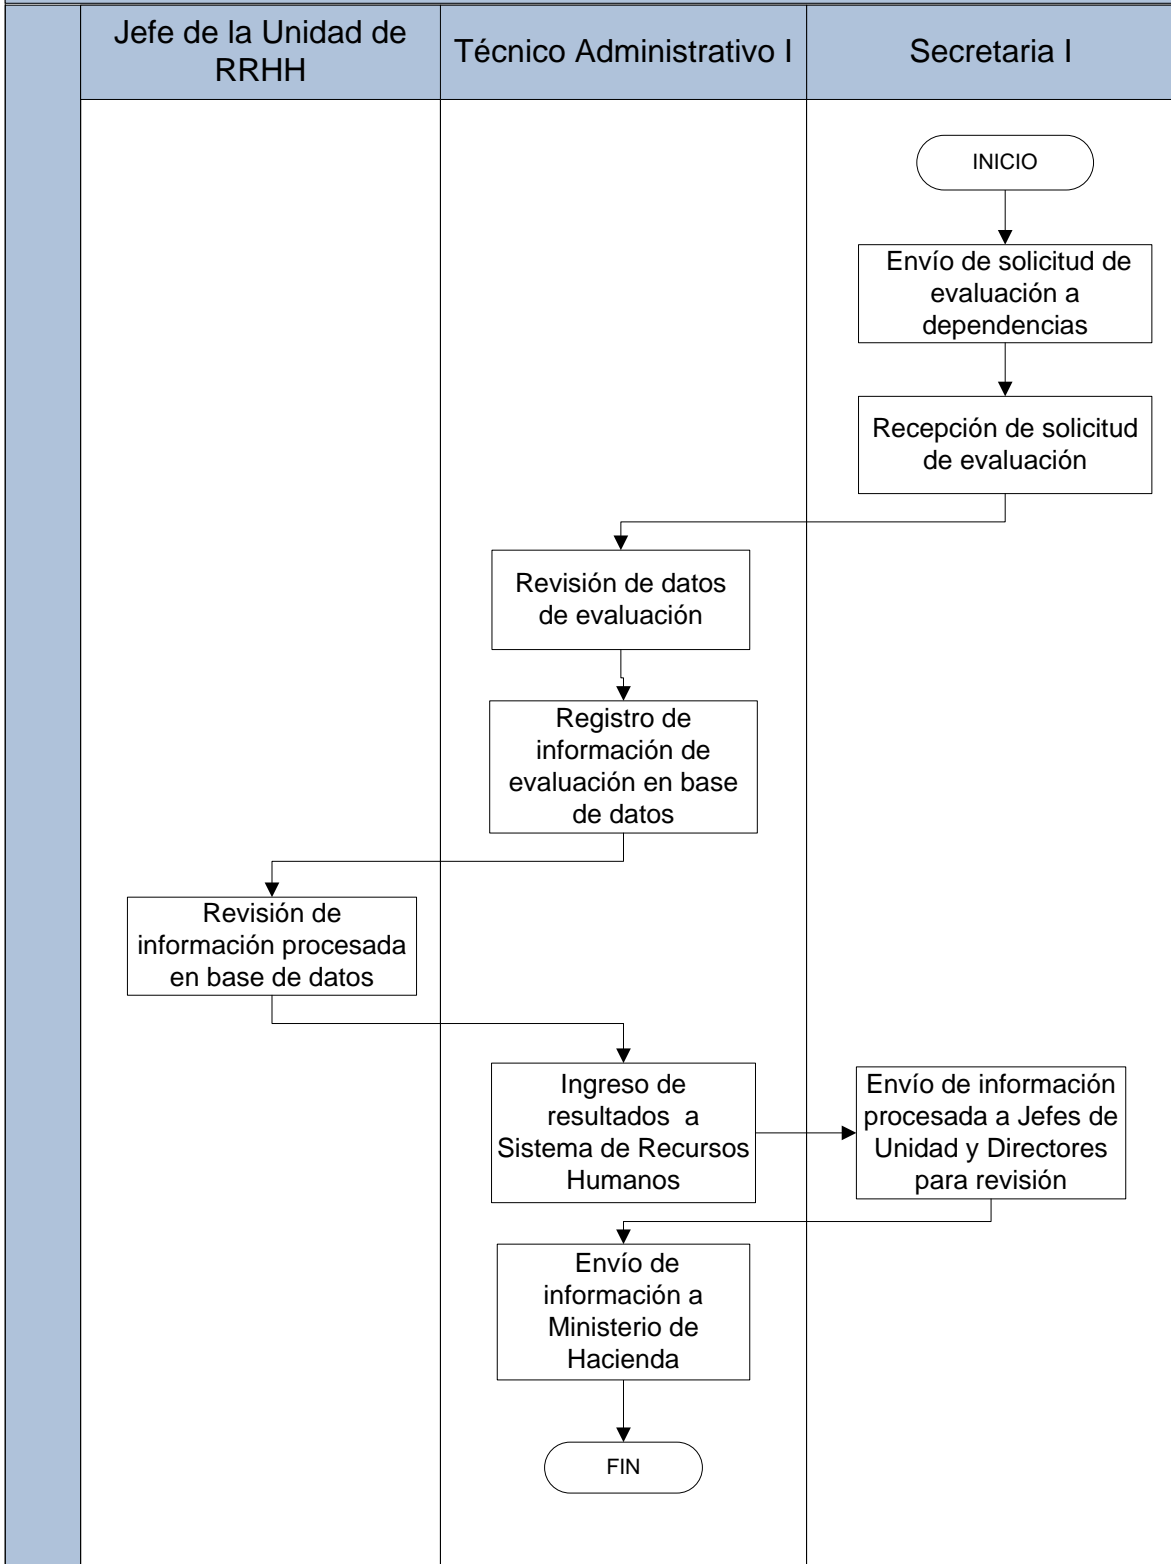 Jefe de la Unidad de
RRHH
Técnico Administrativo I
Secretaria I
INICIO
Envío de solicitud de
evaluación a
dependencias
Recepción de solicitud
de evaluación
Revisión de datos
de evaluación
Registro de
información de
evaluación en base
de datos
Revisión de
información procesada
en base de datos
Ingreso de
resultados  a
Sistema de Recursos
Humanos
Envío de información
procesada a Jefes de
Unidad y Directores
para revisión
Envío de
información a
Ministerio de
Hacienda
FIN